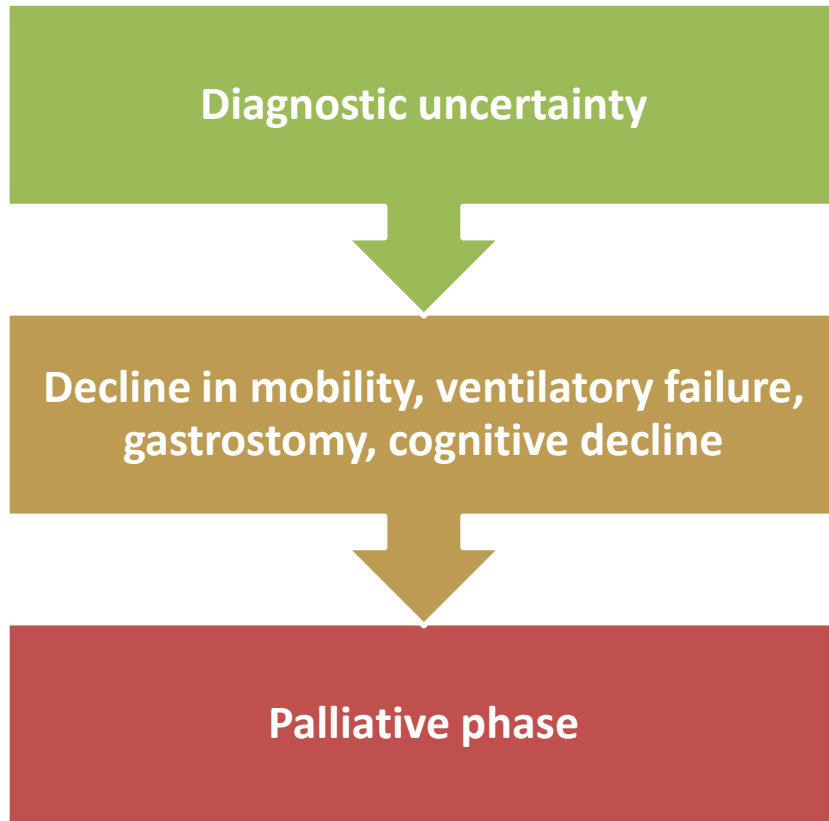 Diagnostic uncertainty
Decline in mobility, ventilatory failure,
gastrostomy, cognitive decline
Palliative phase